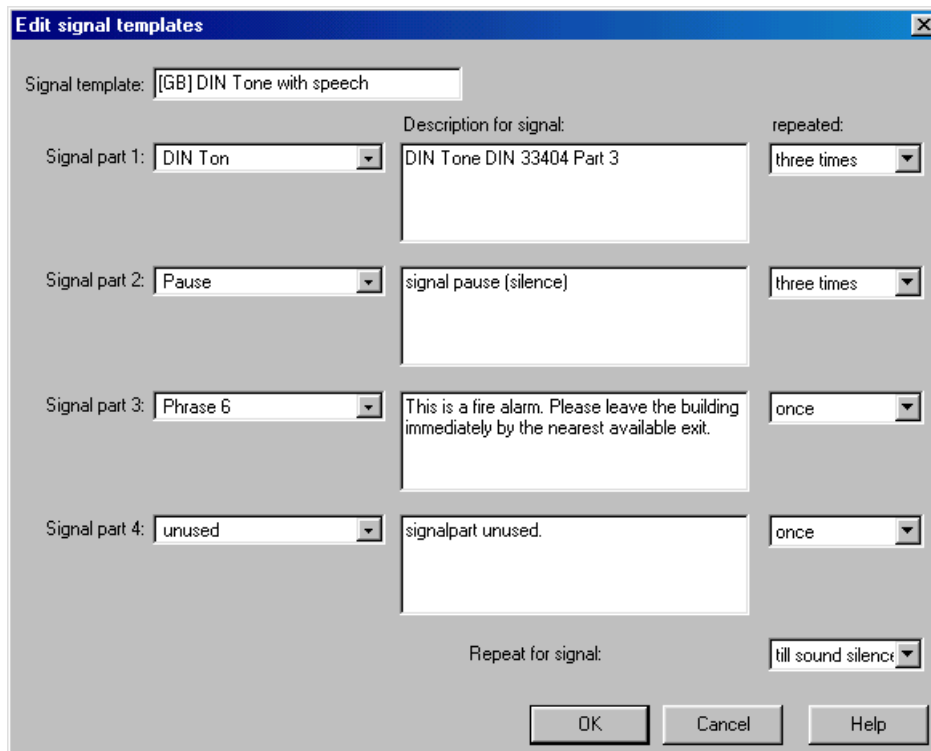 Edit signal templates
Signal template: [GB] DIN Tone with speech
Description for signal: repeated:
Signal part 1: DIN Ton DIN Tone DIN 33404 Part 3 three times
Signal part 2: Pause signal pause (silence) three times
Signal part 3: Phrase 6 This is a fire alarm. Please leave the building once
immediately by the nearest available exit.
Signal part 4: unused signalpart unused. once
Repeat for signal: till sound silence
OK Cancel Help